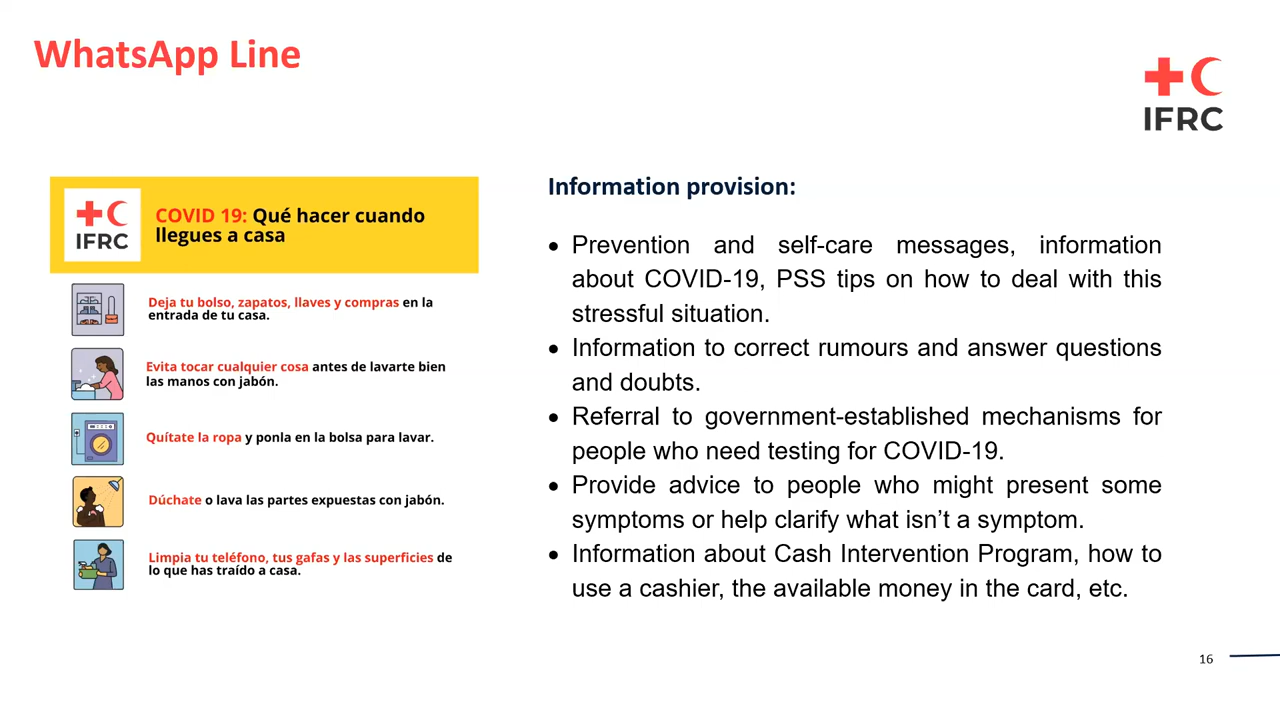 WhatsApp Line
IFRC
IFRC
COVID 19: Qué hacer cuando
llegues a casa
Deja tu bolso, zapatos, llaves y compras en la
entrada de tu casa.
Evita tocar cualquier cosa antes de lavarte bien
las manos con jabón.
Quítate la ropa y ponla en la bolsa para lavar.
Dúchate o lava las partes expuestas con jabón.
Limpia tu teléfono, tus gafas y las superficies de
lo que has traído a casa.
Information provision:
• Prevention and self-care messages, information
about COVID-19, PSS tips on how to deal with this
stressful situation.
• Information to correct rumours and answer questions
and doubts.
• Referral to government-established mechanisms for
people who need testing for COVID-19.
• Provide advice to people who might present some
symptoms or help clarify what isn’t a symptom.
• Information about Cash Intervention Program, how to
use a cashier, the available money in the card, etc.
16